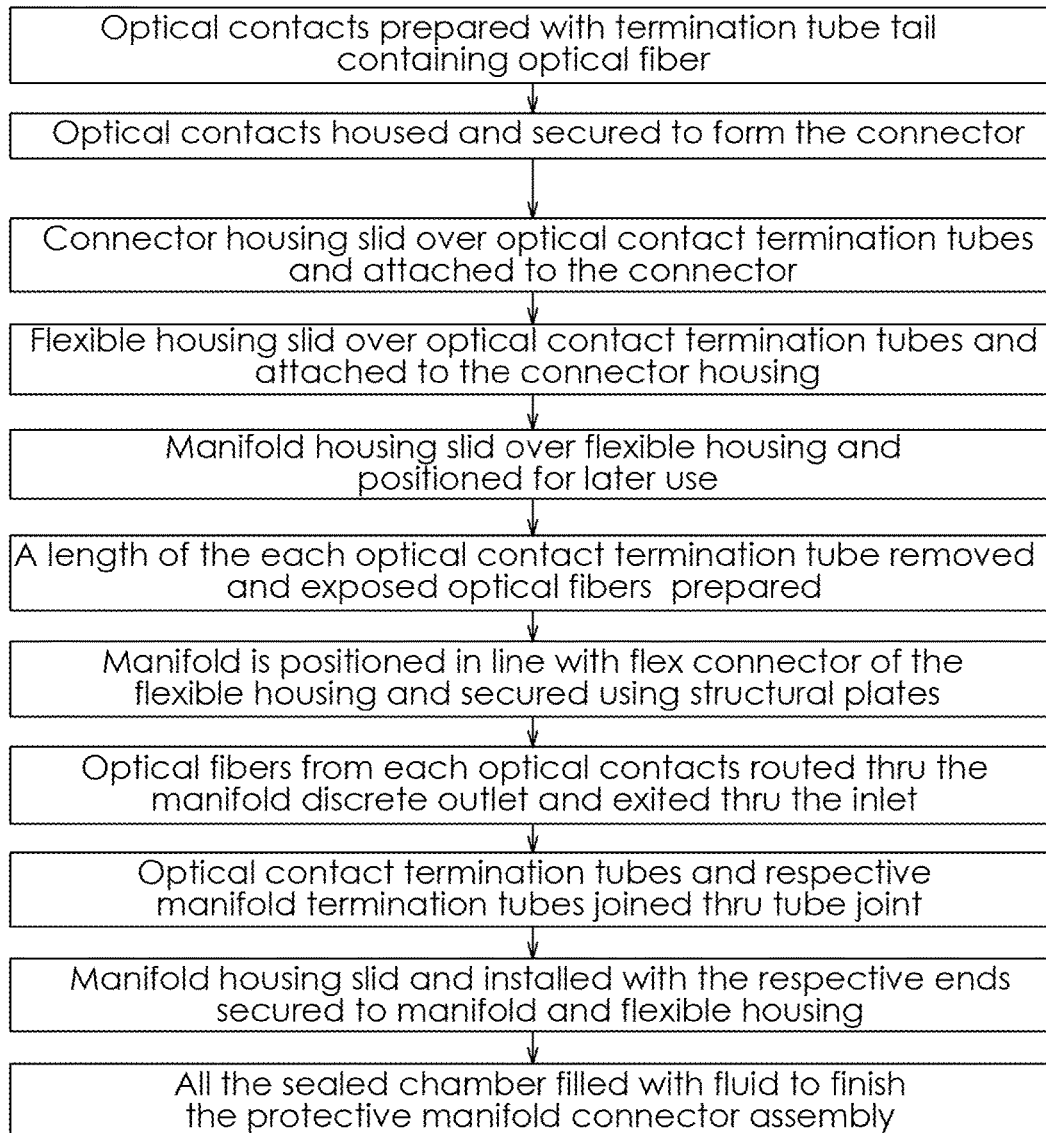 Optical contacts prepared with termination tube tail
containing optical fiber
Optical contacts housed and secured to form the connector
Connector housing slid over optical contact termination tubes
and attached to the connector
Flexible housing slid over optical contact termination tubes and
attached to the connector housing
Manifold housing slid over flexible housing and
positioned for later use
A length of the each optical contact termination tube removed
and exposed optical fibers prepared
Manifold is positioned in line with flex connector of the
flexible housing and secured using structural plates
Optical fibers from each optical contacts routed thru the
manifold discrete outlet and exited thru the inlet
Optical contact termination tubes and respective
manifold termination tubes joined thru tube joint
Manifold housing slid and installed with the respective ends
secured to manifold and flexible housing
All the sealed chamber filled with fluid to finish
the protective manifold connector assembly